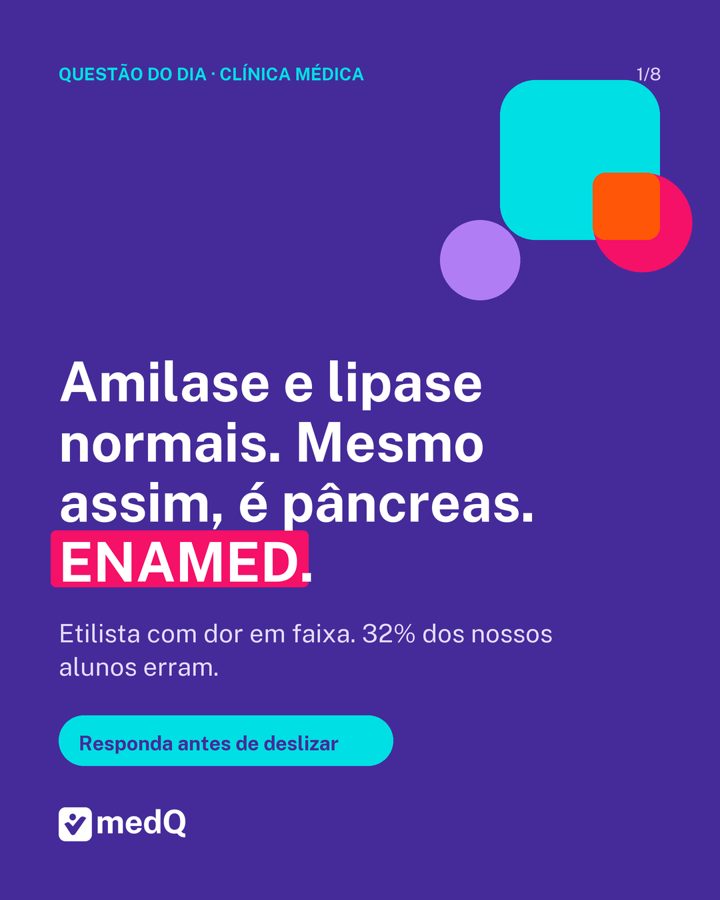 QUESTÃO DO DIA · CLÍNICA MÉDICA
1/8
Amilase e lipase
normais. Mesmo
assim, é pâncreas.
ENAMED.
Etilista com dor em faixa. 32% dos nossos
alunos erram.
Responda antes de deslizar
medQ